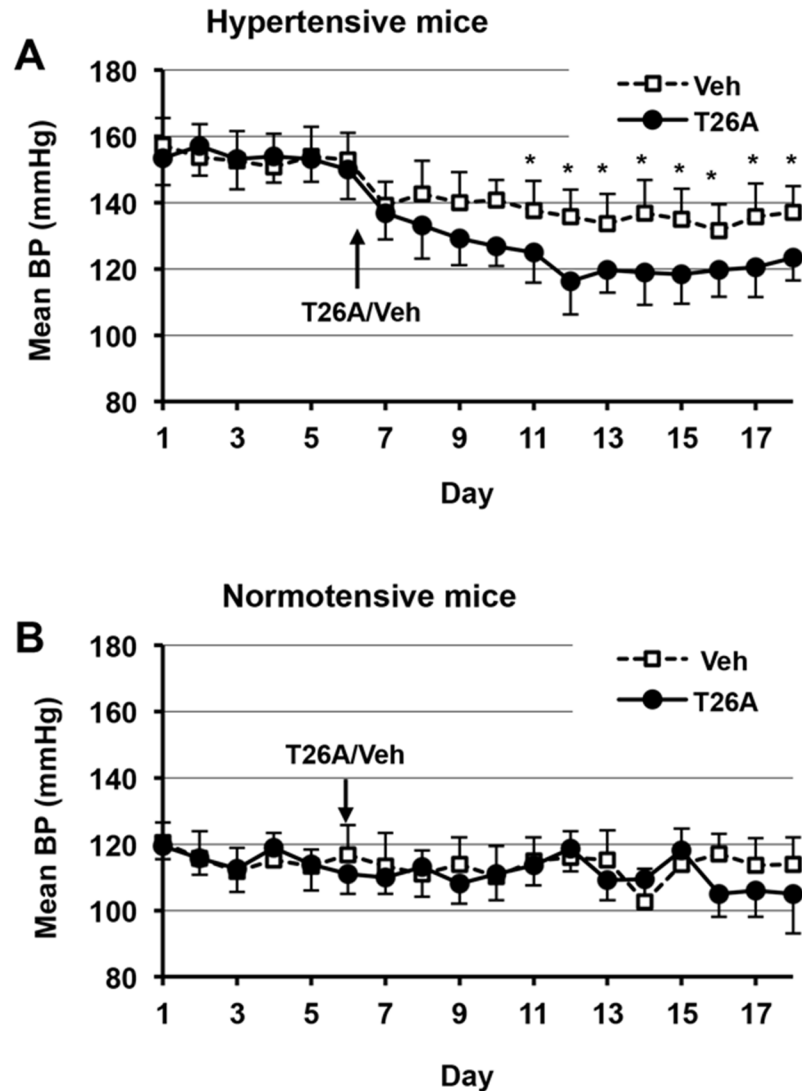 Hypertensive mice
A
180
160
140
120
100
80
Mean BP (mmHg)
Veh
T26A
* * * * * * * *
T26A/Veh
1 3 5 7 9 11 13 15 17
Day
Normotensive mice
B
180
160
140
120
100
80
Mean BP (mmHg)
Veh
T26A
T26A/Veh
1 3 5 7 9 11 13 15 17
Day